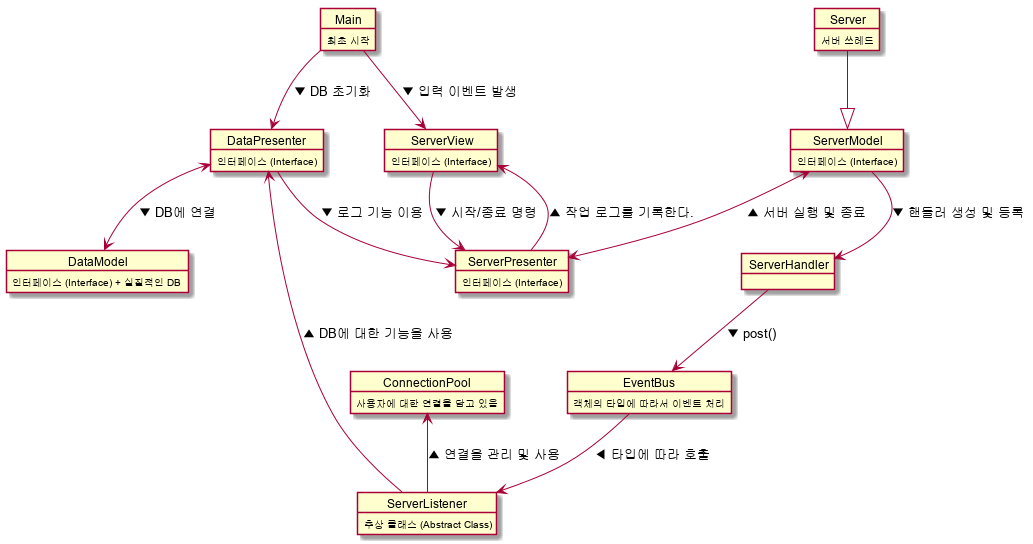 Main
최초 시작
Server
서버 쓰레드
▼ DB 초기화
▼ 입력 이벤트 발생
DataPresenter
인터페이스 (Interface)
ServerView
인터페이스 (Interface)
ServerModel
인터페이스 (Interface)
▼ DB에 연결
▼ 로그 기능 이용
▼ 시작/종료 명령
▲ 작업 로그를 기록한다.
▲ 서버 실행 및 종료
▼ 핸들러 생성 및 등록
DataModel
인터페이스 (Interface) + 실질적인 DB
ServerPresenter
인터페이스 (Interface)
ServerHandler
▲ DB에 대한 기능을 사용
▼ post()
ConnectionPool
사용자에 대한 연결을 담고 있음
EventBus
객체의 타입에 따라서 이벤트 처리
▲ 연결을 관리 및 사용
◀ 타입에 따라 호출
ServerListener
추상 클래스 (Abstract Class)